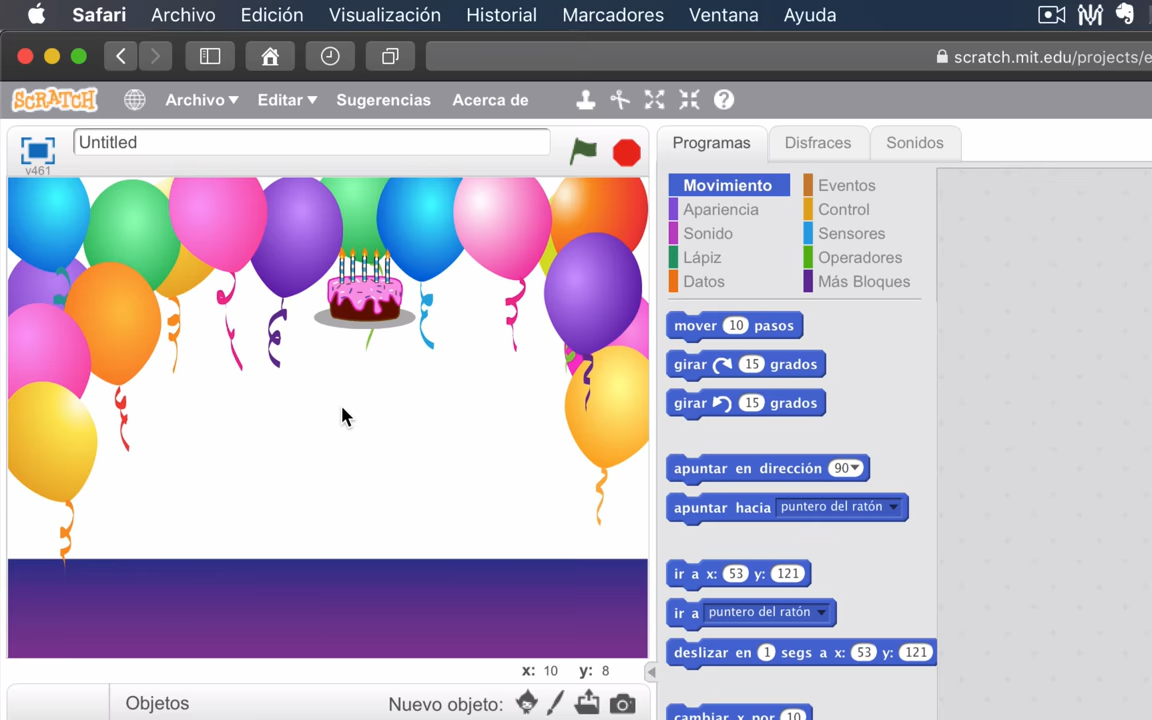 Safari Archivo Edición Visualización Historial Marcadores Ventana Ayuda
scratch.mit.edu/projects/e
SCRATCH Archivo Editar Sugerencias Acerca de
Untitled
v461
Programas Disfraces Sonidos
Movimiento Eventos
Apariencia Control
Sonido Sensores
Lápiz Operadores
Datos Más Bloques
mover 10 pasos
girar 15 grados
girar 15 grados
apuntar en dirección 90
apuntar hacia puntero del ratón
ir a x: 53 y: 121
ir a puntero del ratón
deslizar en 1 segs a x: 53 y: 121
cambiar x por 10
x: 10 y: 8
Objetos Nuevo objeto: